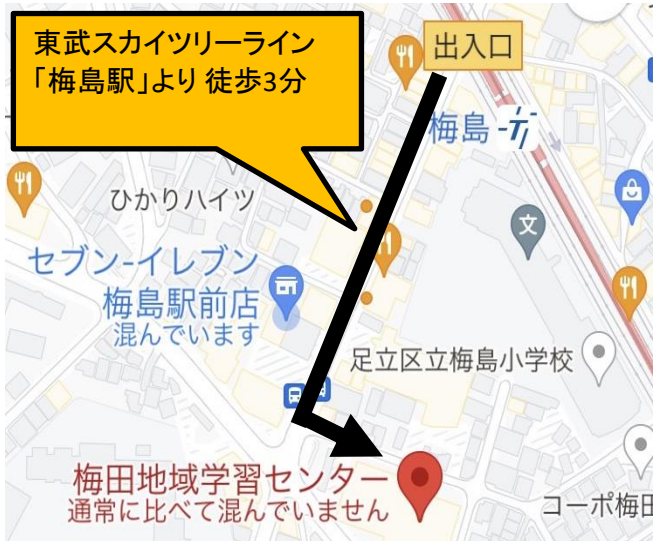 東武スカイツリーライン
「梅島駅」より 徒歩3分
出入口
梅島
ひかりハイツ
文
セブン-イレブン
梅島駅前店
混んでいます
足立区立梅島小学校
梅田地域学習センター
通常に比べて混んでいません
コーポ梅田